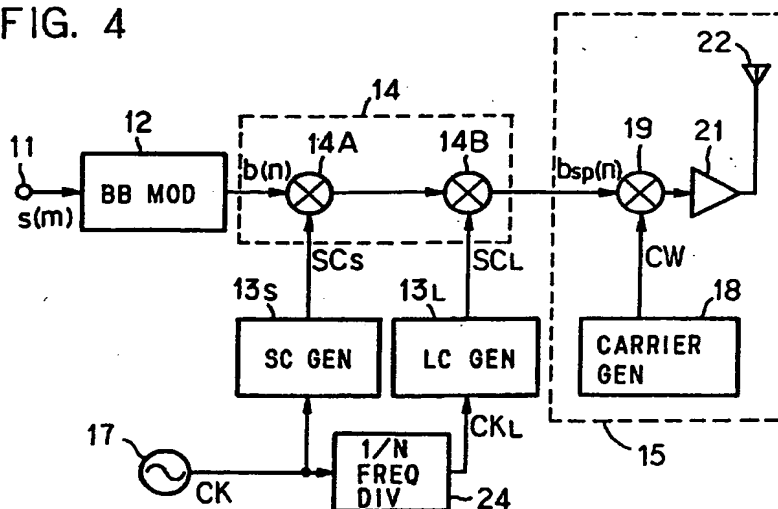 FIG. 4
22
14
12
19
21
11
14A
14B
b(n)
bsp(n)
BB MOD
s(m)
SCs
SCL
CW
13s
13L
18
SC GEN
LC GEN
CARRIER
GEN
17
CKL
1/N
FREQ
DIV
CK
24
15